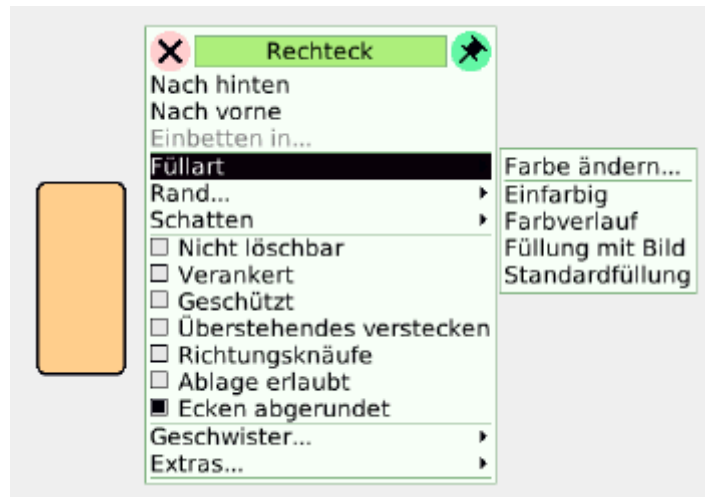 Rechteck
Nach hinten
Nach vorne
Einbetten in...
Füllart
Rand...
Schatten
Nicht löschbar
Verankert
Geschützt
Überstehendes verstecken
Richtungsknäufe
Ablage erlaubt
Ecken abgerundet
Geschwister...
Extras...
Farbe ändern...
Einfarbig
Farbverlauf
Füllung mit Bild
Standardfüllung